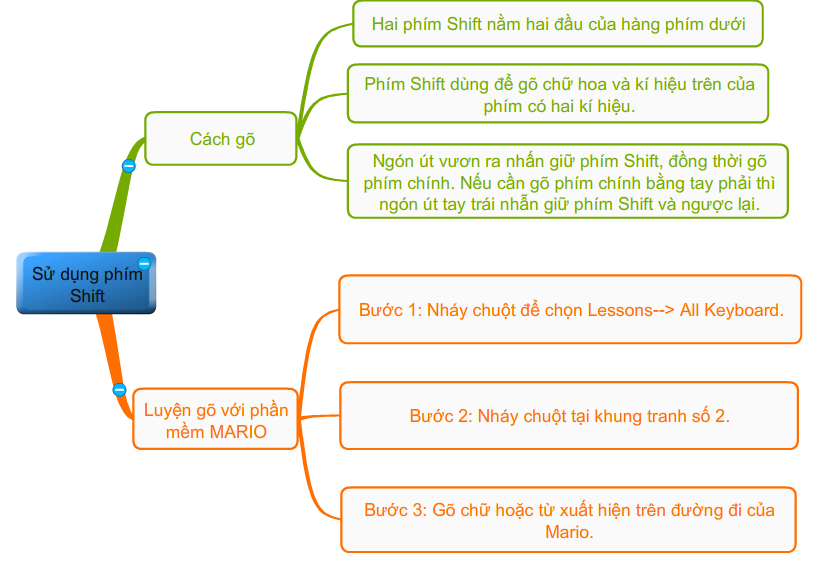 Sử dụng phím
Shift
Cách gõ
Hai phím Shift nằm hai đầu của hàng phím dưới
Phím Shift dùng để gõ chữ hoa và kí hiệu trên của
phím có hai kí hiệu.
Ngón út vươn ra nhấn giữ phím Shift, đồng thời gõ
phím chính. Nếu cần gõ phím chính bằng tay phải thì
ngón út tay trái nhẫn giữ phím Shift và ngược lại.
Luyện gõ với phần
mềm MARIO
Bước 1: Nháy chuột để chọn Lessons--> All Keyboard.
Bước 2: Nháy chuột tại khung tranh số 2.
Bước 3: Gõ chữ hoặc từ xuất hiện trên đường đi của
Mario.